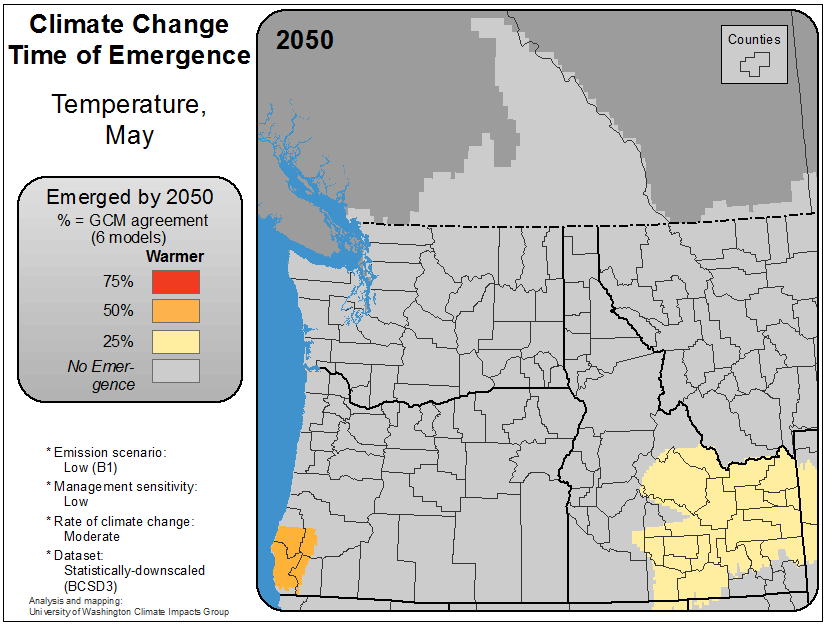 Climate Change
Time of Emergence
Temperature,
May
Emerged by 2050
% = GCM agreement
(6 models)
Warmer
75%
50%
25%
No Emer-
gence
* Emission scenario:
Low (B1)
* Management sensitivity:
Low
* Rate of climate change:
Moderate
* Dataset:
Statistically-downscaled
(BCSD3)
Analysis and mapping:
University of Washington Climate Impacts Group
2050
Counties